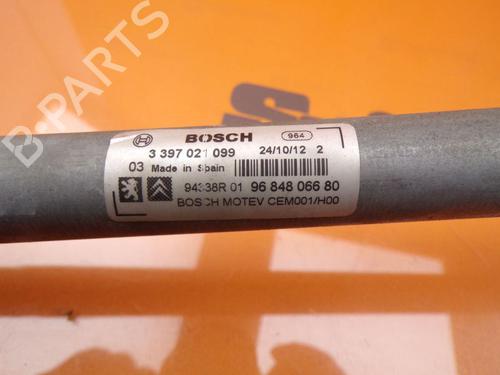 BOSCH 964
3 397 021 099 24/10/12 2
03 Made in Spain
94338R 01 96 848 066 80
BOSCH MOTEV CEM001/H00